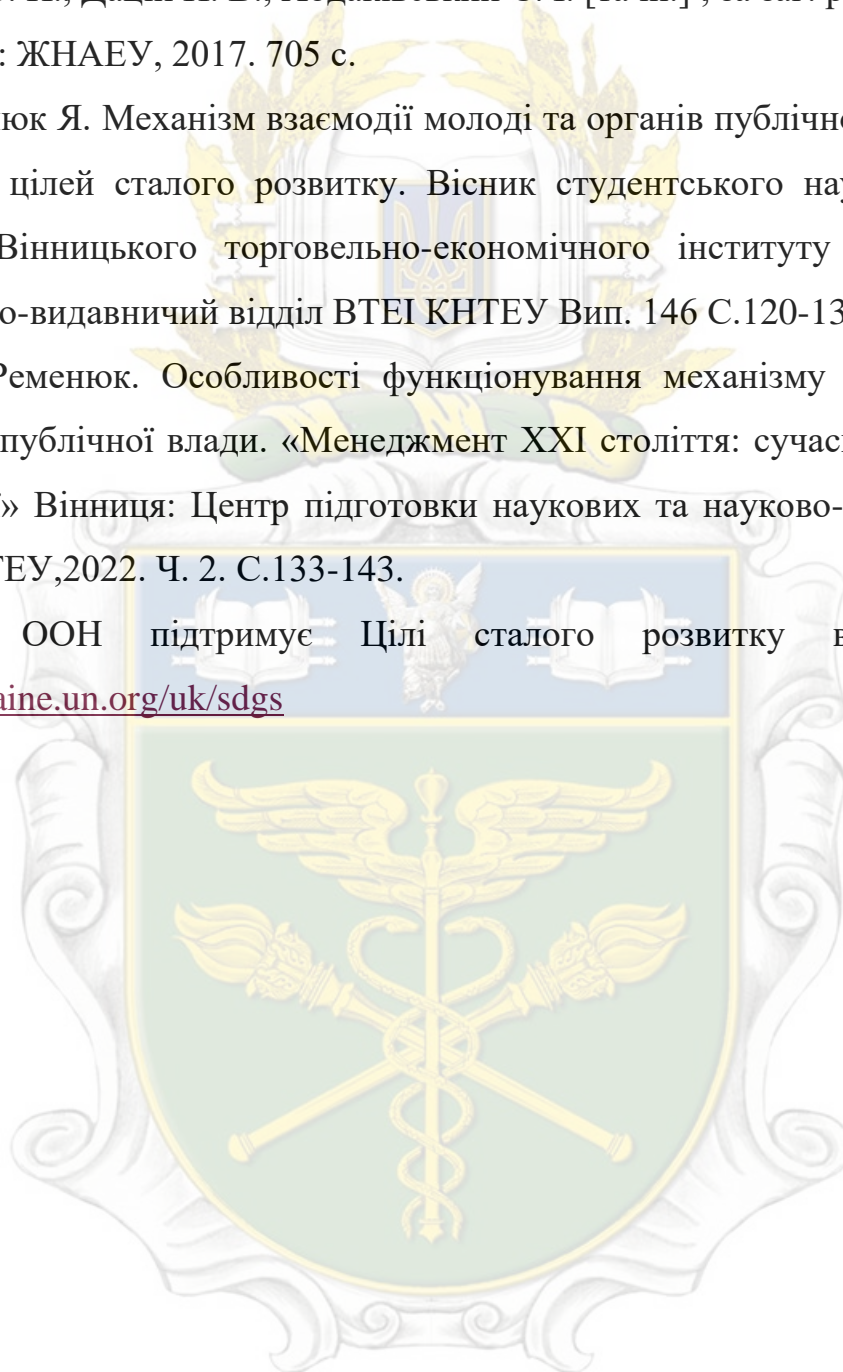 : ЖНАЕУ, 2017. 705 с.
юк Я. Механізм взаємодії молоді та органів публічно
цілей сталого розвитку. Вісник студентського нау
Вінницького торговельно-економічного інституту
о-видавничий відділ ВТЕІ КНТЕУ Вип. 146 С.120-13
Ременюк. Особливості функціонування механізму
публічної влади. «Менеджмент ХХІ століття: сучас
» Вінниця: Центр підготовки наукових та науково-
ТЕУ,2022. Ч. 2. С.133-143.
ООН підтримує Цілі сталого розвитку в
aine.un.org/uk/sdgs